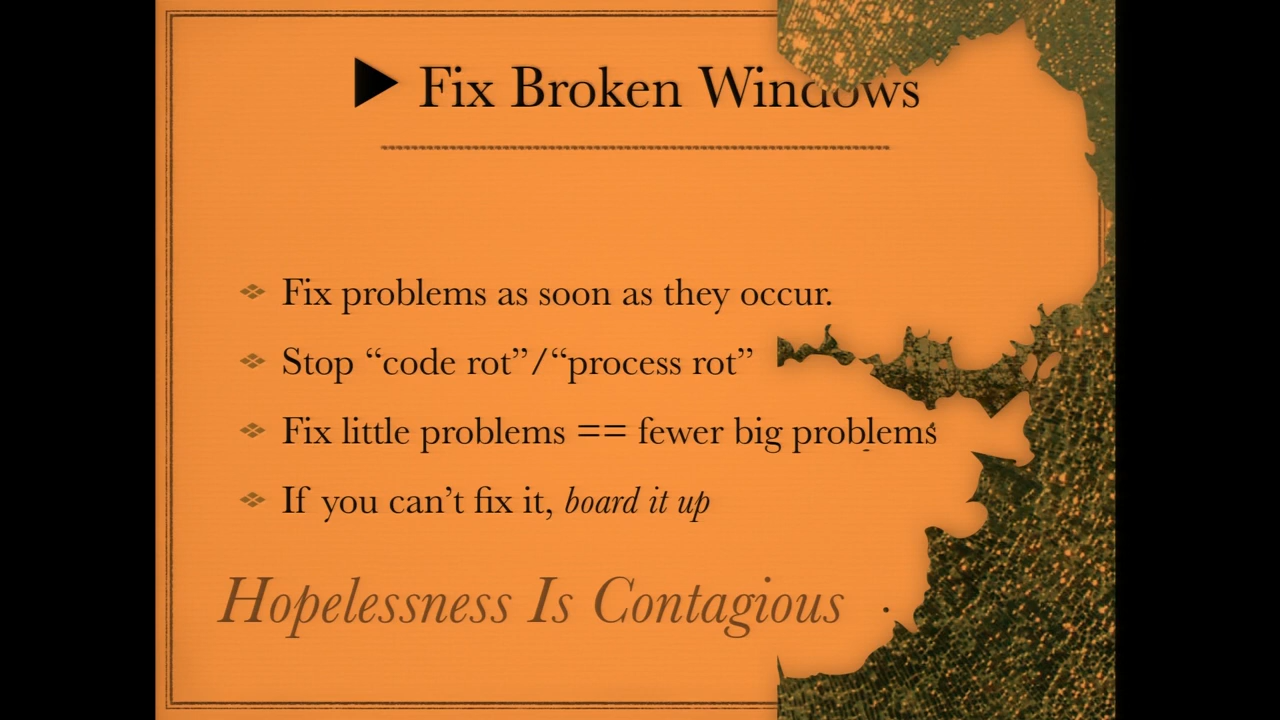 Fix Broken Windows
Fix problems as soon as they occur.
Stop “code rot”/“process rot”
Fix little problems == fewer big problems
If you can’t fix it, board it up
Hopelessness Is Contagious